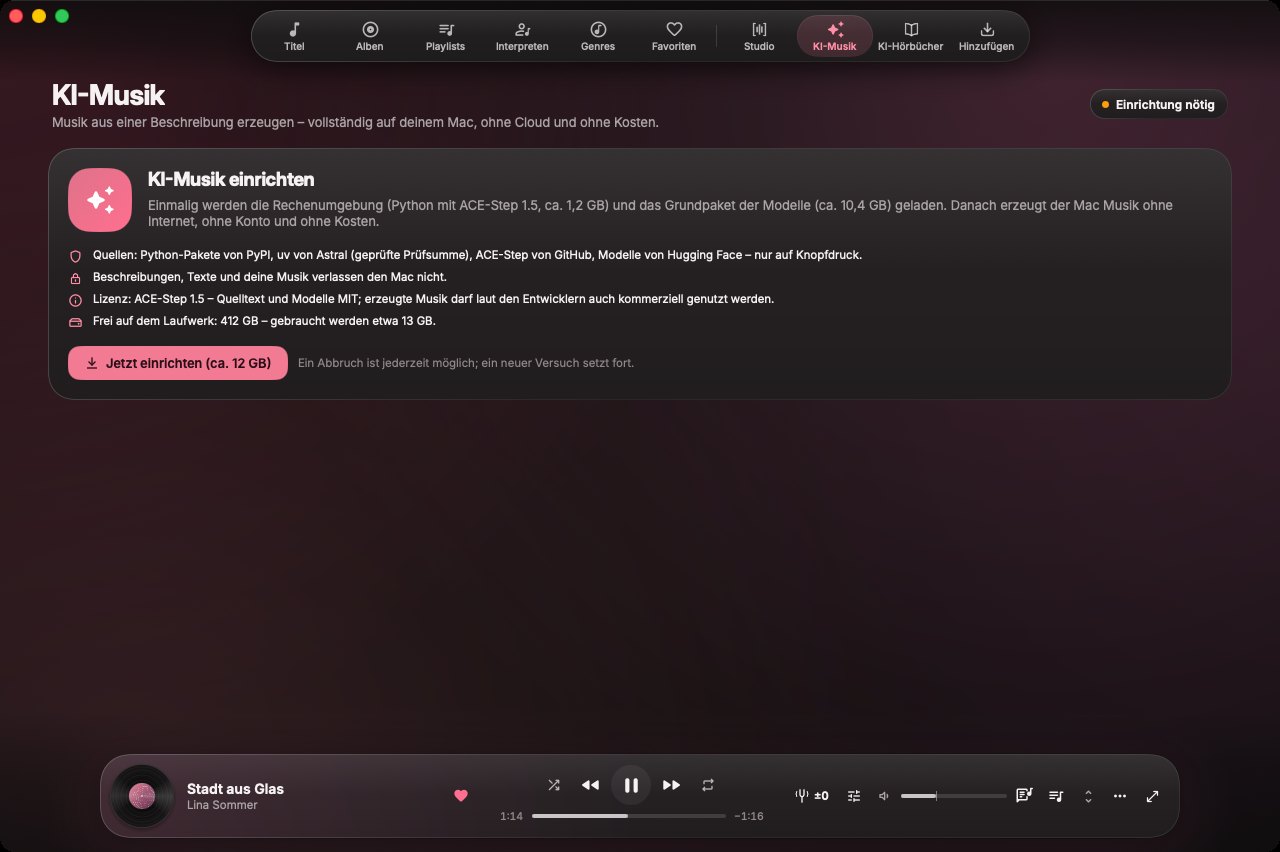 Titel
Alben
Playlists
Interpreten
Genres
Favoriten
Studio
KI-Musik
KI-Hörbücher
Hinzufügen
KI-Musik
Musik aus einer Beschreibung erzeugen – vollständig auf deinem Mac, ohne Cloud und ohne Kosten.
Einrichtung nötig
KI-Musik einrichten
Einmalig werden die Rechenumgebung (Python mit ACE-Step 1.5, ca. 1,2 GB) und das Grundpaket der Modelle (ca. 10,4 GB) geladen. Danach erzeugt der Mac Musik ohne
Internet, ohne Konto und ohne Kosten.
Quellen: Python-Pakete von PyPI, uv von Astral (geprüfte Prüfsumme), ACE-Step von GitHub, Modelle von Hugging Face – nur auf Knopfdruck.
Beschreibungen, Texte und deine Musik verlassen den Mac nicht.
Lizenz: ACE-Step 1.5 – Quelltext und Modelle MIT; erzeugte Musik darf laut den Entwicklern auch kommerziell genutzt werden.
Frei auf dem Laufwerk: 412 GB – gebraucht werden etwa 13 GB.
Jetzt einrichten (ca. 12 GB)
Ein Abbruch ist jederzeit möglich; ein neuer Versuch setzt fort.
Stadt aus Glas
Lina Sommer
1:14
−1:16
±0